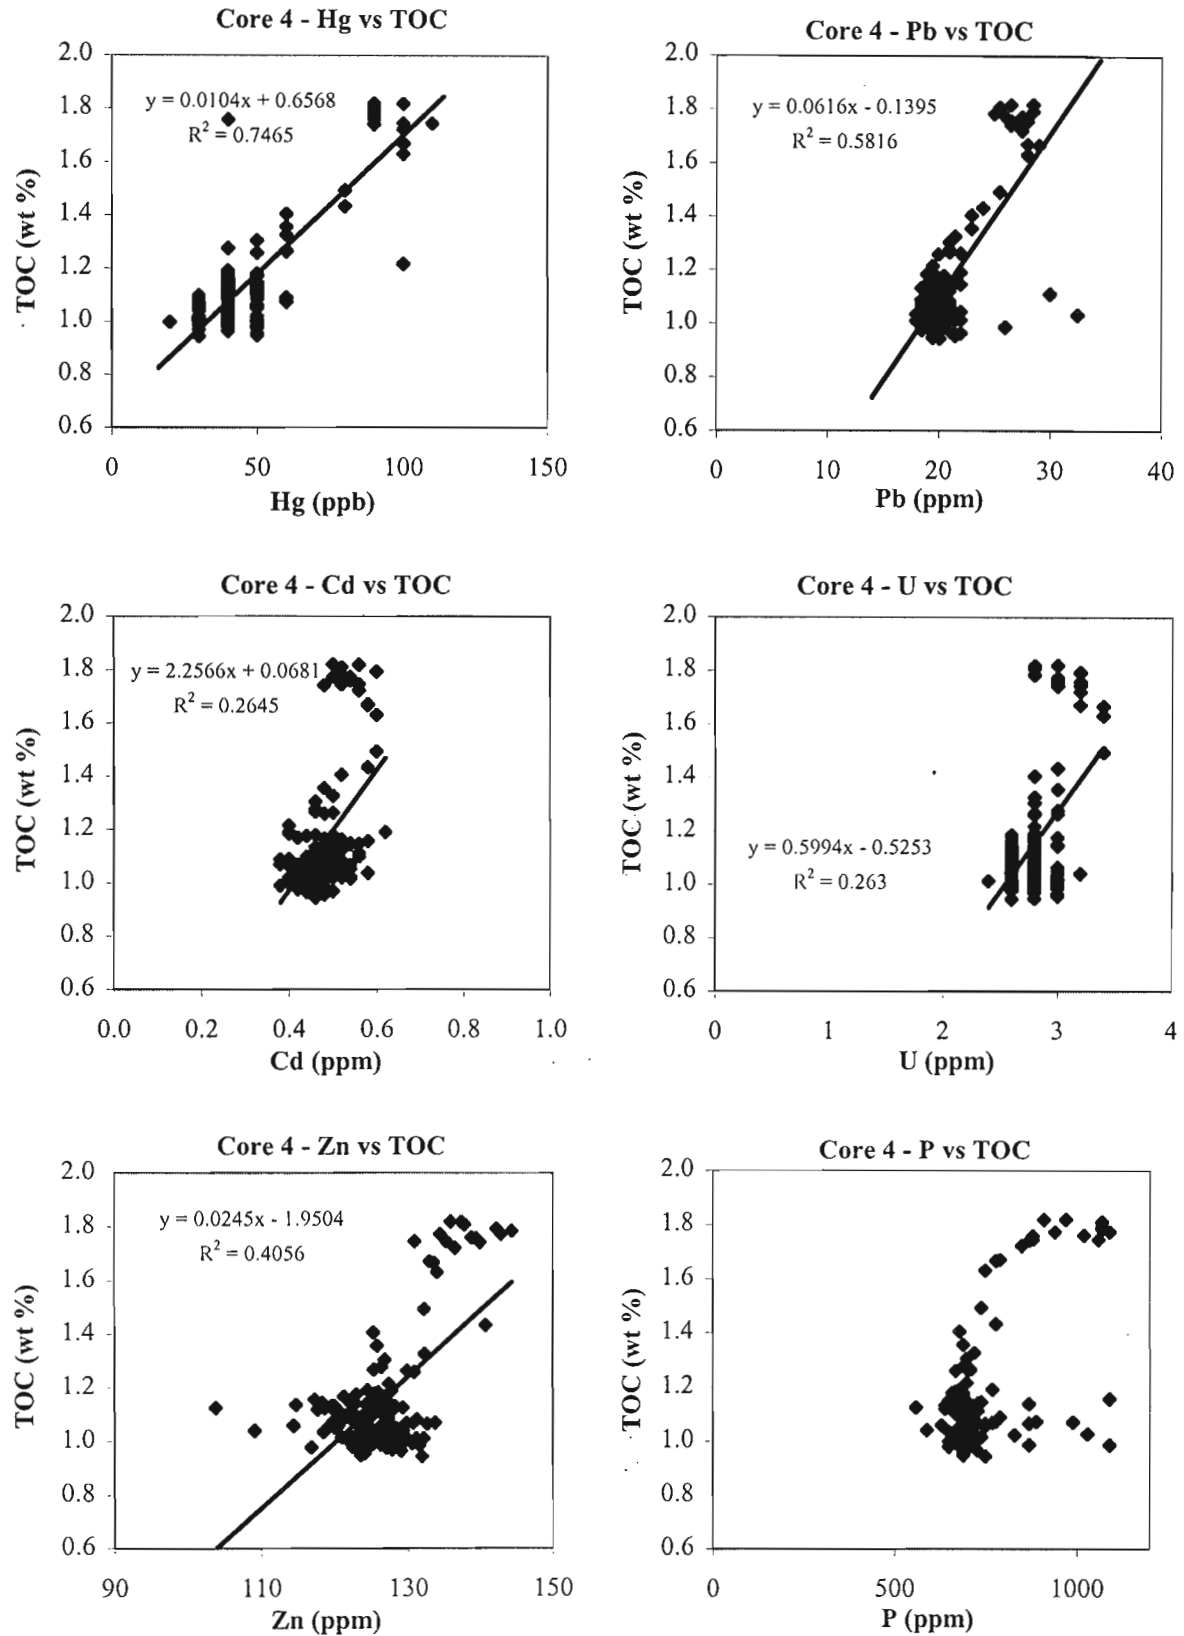 Core 4 - Hg vs TOC
2.0
1.8
1.6
1.4
1.2
1.0
0.8
0.6
TOC (wt %)
y = 0.0104x + 0.6568
R² = 0.7465
0 50 100 150
Hg (ppb)
Core 4 - Pb vs TOC
2.0
1.8
1.6
1.4
1.2
1.0
0.8
0.6
TOC (wt %)
y = 0.0616x - 0.1395
R² = 0.5816
0 10 20 30 40
Pb (ppm)
Core 4 - Cd vs TOC
2.0
1.8
1.6
1.4
1.2
1.0
0.8
0.6
TOC (wt %)
y = 2.2566x + 0.0681
R² = 0.2645
0.0 0.2 0.4 0.6 0.8 1.0
Cd (ppm)
Core 4 - U vs TOC
2.0
1.8
1.6
1.4
1.2
1.0
0.8
0.6
TOC (wt %)
y = 0.5994x - 0.5253
R² = 0.263
0 1 2 3 4
U (ppm)
Core 4 - Zn vs TOC
2.0
1.8
1.6
1.4
1.2
1.0
0.8
0.6
TOC (wt %)
y = 0.0245x - 1.9504
R² = 0.4056
90 110 130 150
Zn (ppm)
Core 4 - P vs TOC
2.0
1.8
1.6
1.4
1.2
1.0
0.8
0.6
TOC (wt %)
0 500 1000
P (ppm)